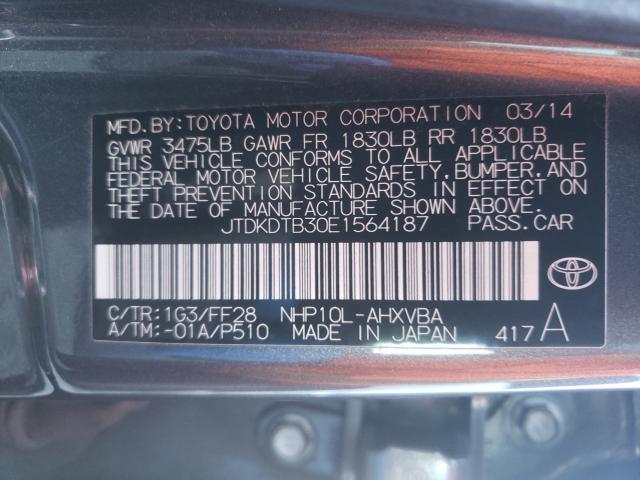 MFD.BY:TOYOTA MOTOR CORPORATION 03/14
GVWR 3475LB GAWR FR 1830LB RR 1830LB
THIS VEHICLE CONFORMS TO ALL APPLICABLE
FEDERAL MOTOR VEHICLE SAFETY,BUMPER,AND
THEFT PREVENTION STANDARDS IN EFFECT ON
THE DATE OF MANUFACTURE SHOWN ABOVE.
JTDKDTB30E1564187 PASS.CAR
C/TR:1G3/FF28 NHP10L-AHXVBA
A/TM:-01A/P510 MADE IN JAPAN 417A